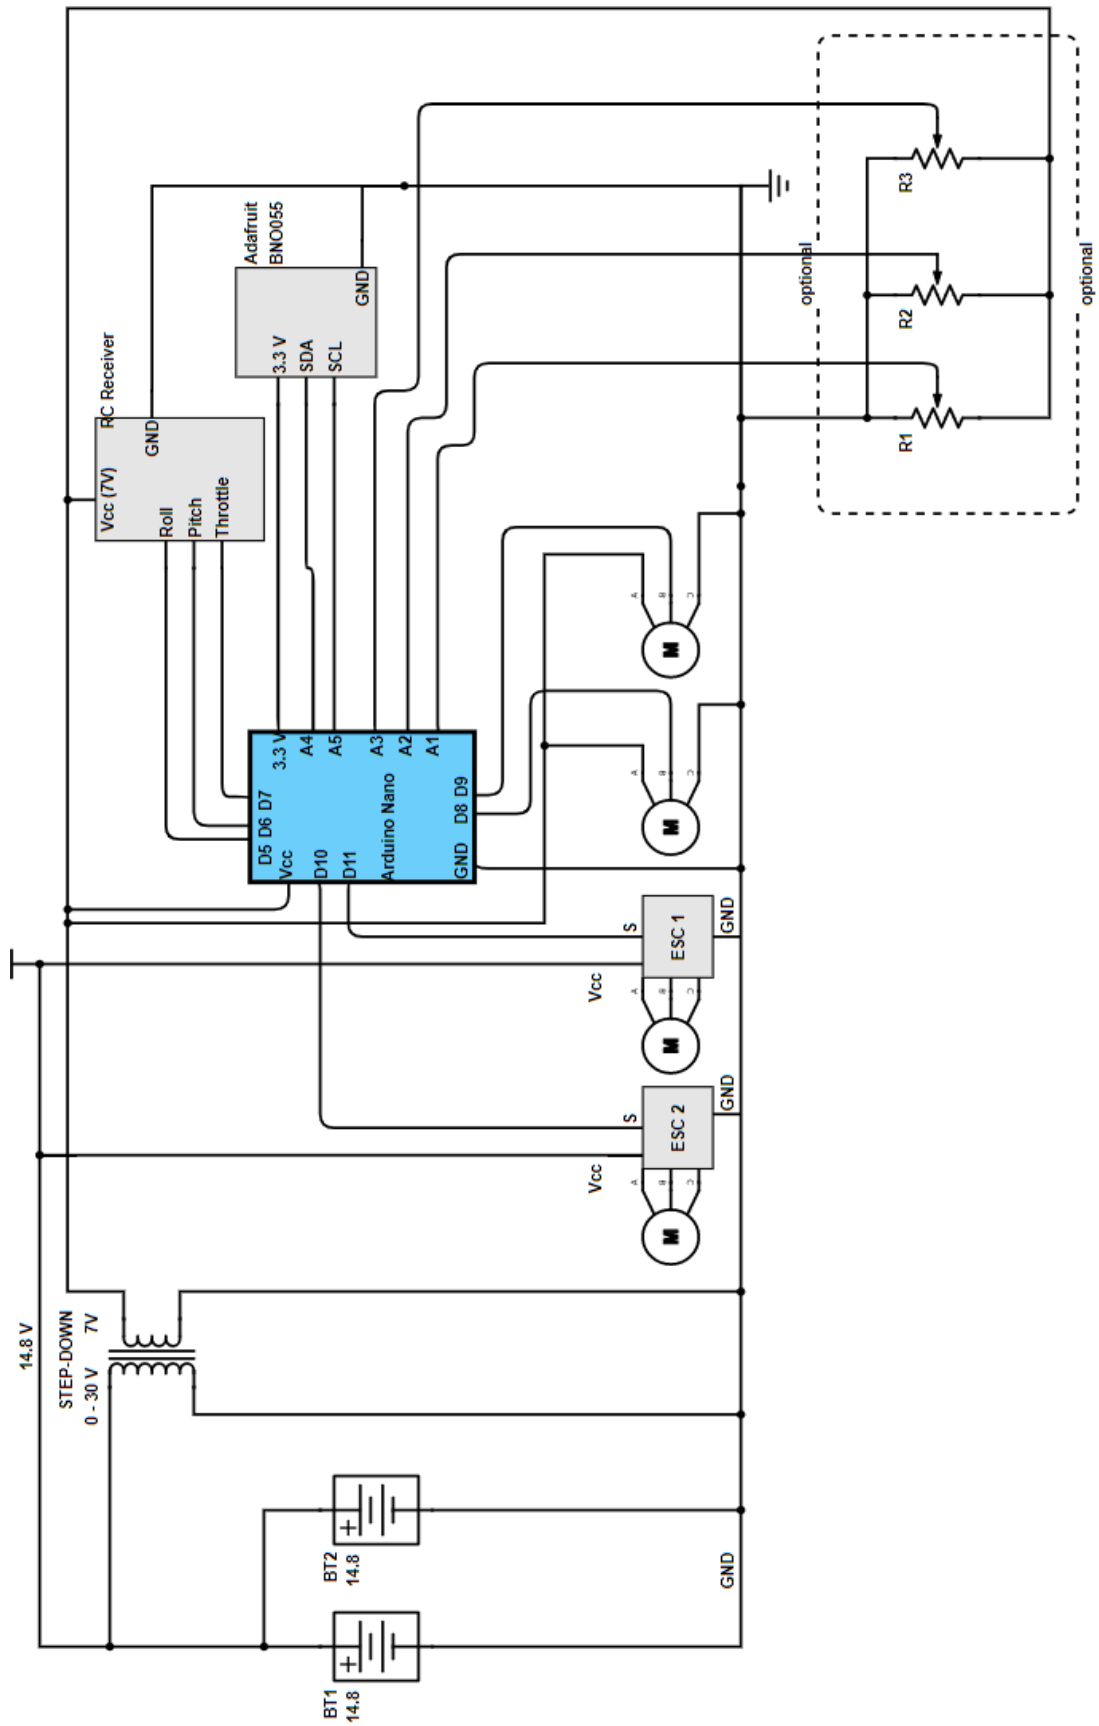 optional
optional
R3
R2
R1
Adafruit
BNO055
GND
3.3 V
SDA
SCL
RC Receiver
GND
Vcc (7V)
Roll
Pitch
Throttle
3.3 V
A4
A5
A3
A2
A1
D5 D6 D7
Vcc
D10
D11
Arduino Nano
GND
D8 D9
A
B
C
M
A
B
C
M
S
Vcc
ESC 1
GND
A
B
C
M
S
Vcc
ESC 2
GND
A
B
C
M
14.8 V
STEP-DOWN
0 - 30 V 7V
BT2
14.8
+
BT1
14.8
+
GND